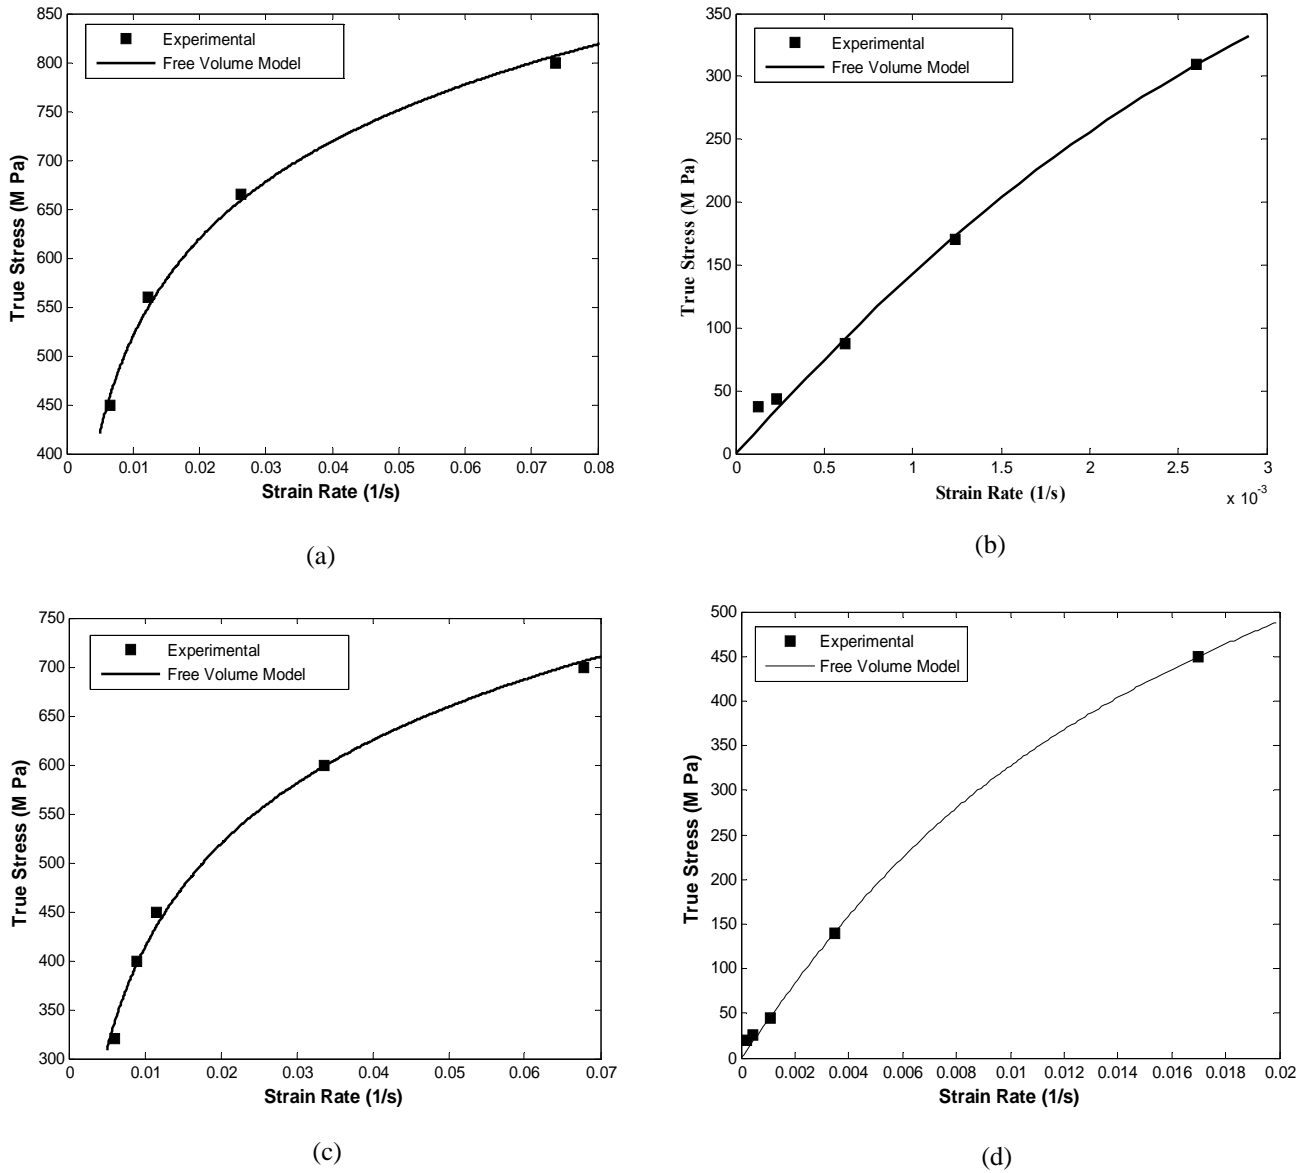 850
800
750
700
650
600
550
500
450
400
True Stress (M Pa)
Experimental
Free Volume Model
0 0.01 0.02 0.03 0.04 0.05 0.06 0.07 0.08
Strain Rate (1/s)
(a)
350
300
250
200
150
100
50
0
True Stress (M Pa)
Experimental
Free Volume Model
0 0.5 1 1.5 2 2.5 3
Strain Rate (1/s)
x 10-3
(b)
750
700
650
600
550
500
450
400
350
300
True Stress (M Pa)
Experimental
Free Volume Model
0 0.01 0.02 0.03 0.04 0.05 0.06 0.07
Strain Rate (1/s)
(c)
500
450
400
350
300
250
200
150
100
50
0
True Stress (M Pa)
Experimental
Free Volume Model
0 0.002 0.004 0.006 0.008 0.01 0.012 0.014 0.016 0.018 0.02
Strain Rate (1/s)
(d)